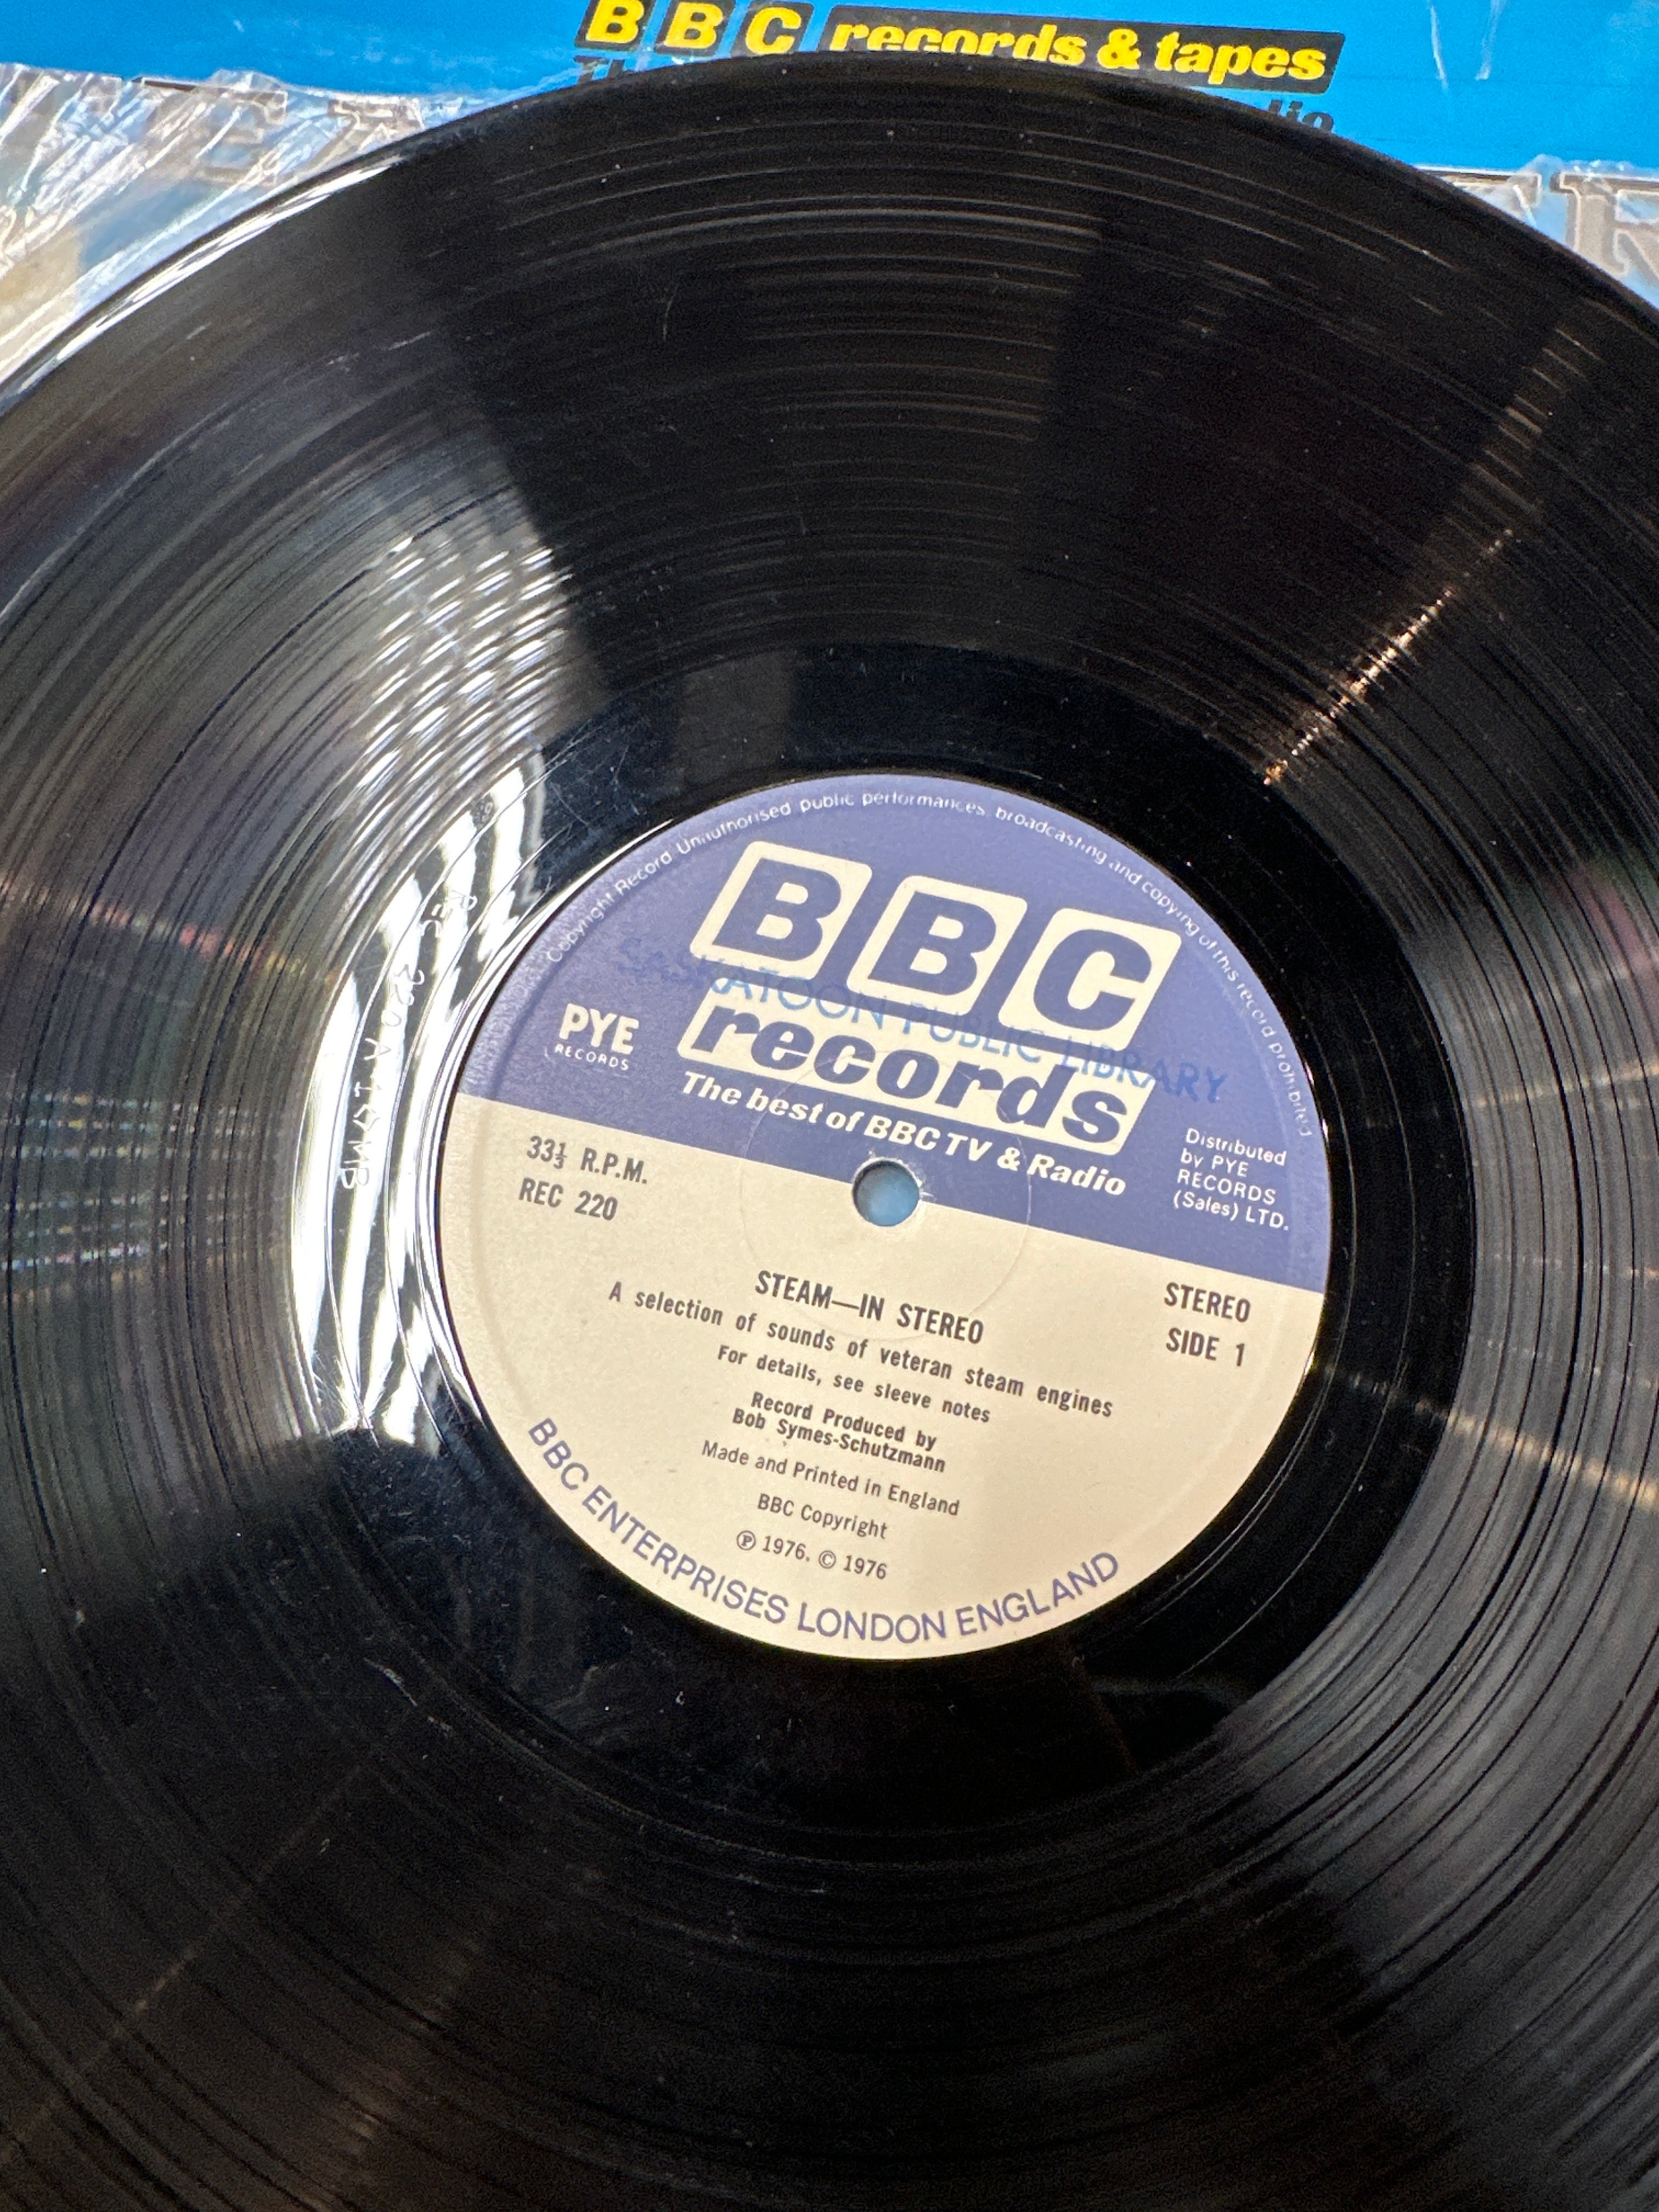 BBC records & tapes
Copyright Record Unauthorised public performances, broadcasting and copying of this record prohibited
BBC
records
The best of BBC TV & Radio
SASKATOON PUBLIC LIBRARY
PYE
RECORDS
Distributed
by PYE
RECORDS
(Sales) LTD.
33⅓ R.P.M.
REC 220
STEREO
SIDE 1
STEAM—IN STEREO
A selection of sounds of veteran steam engines
For details, see sleeve notes
Record Produced by
Bob Symes-Schutzmann
Made and Printed in England
BBC Copyright
℗ 1976. © 1976
BBC ENTERPRISES LONDON ENGLAND